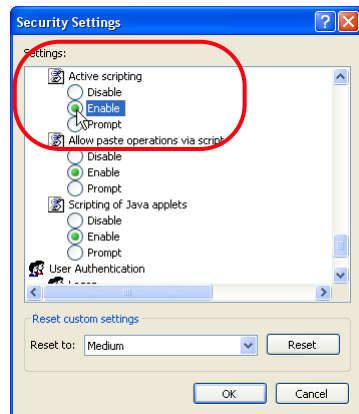 Security Settings
Settings:
Active scripting
Disable
Enable
Prompt
Allow paste operations via script
Disable
Enable
Prompt
Scripting of Java applets
Disable
Enable
Prompt
User Authentication
Logon
Reset custom settings
Reset to:
Medium
Reset
OK
Cancel